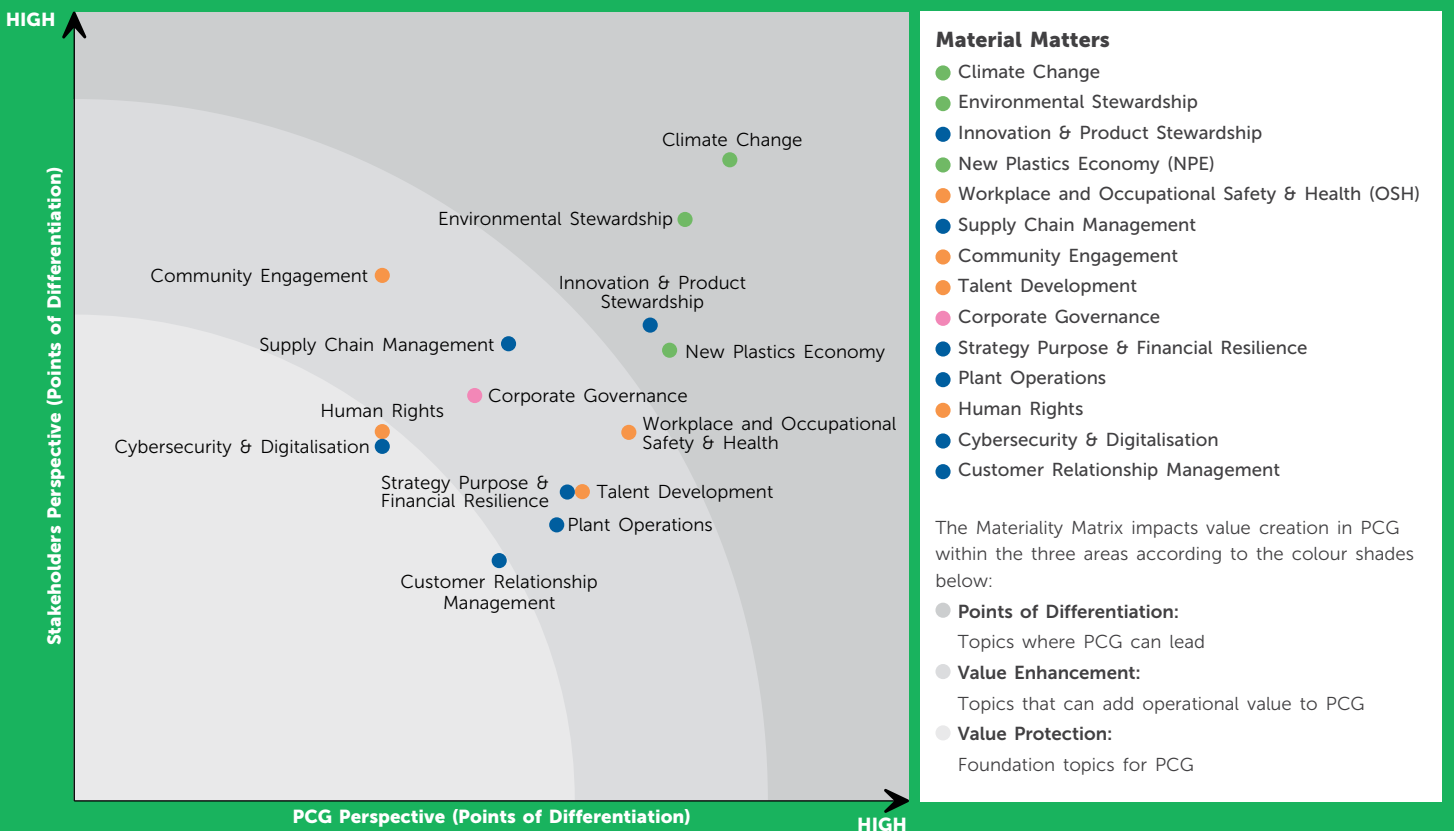 HIGH
Stakeholders Perspective (Points of Differentiation)
Climate Change
Environmental Stewardship
Community Engagement
Innovation & Product
Stewardship
Supply Chain Management
New Plastics Economy
Corporate Governance
Human Rights
Workplace and Occupational
Safety & Health
Cybersecurity & Digitalisation
Strategy Purpose &
Financial Resilience
Talent Development
Plant Operations
Customer Relationship
Management
PCG Perspective (Points of Differentiation)
HIGH
Material Matters
Climate Change
Environmental Stewardship
Innovation & Product Stewardship
New Plastics Economy (NPE)
Workplace and Occupational Safety & Health (OSH)
Supply Chain Management
Community Engagement
Talent Development
Corporate Governance
Strategy Purpose & Financial Resilience
Plant Operations
Human Rights
Cybersecurity & Digitalisation
Customer Relationship Management
The Materiality Matrix impacts value creation in PCG
within the three areas according to the colour shades
below:
Points of Differentiation:
Topics where PCG can lead
Value Enhancement:
Topics that can add operational value to PCG
Value Protection:
Foundation topics for PCG